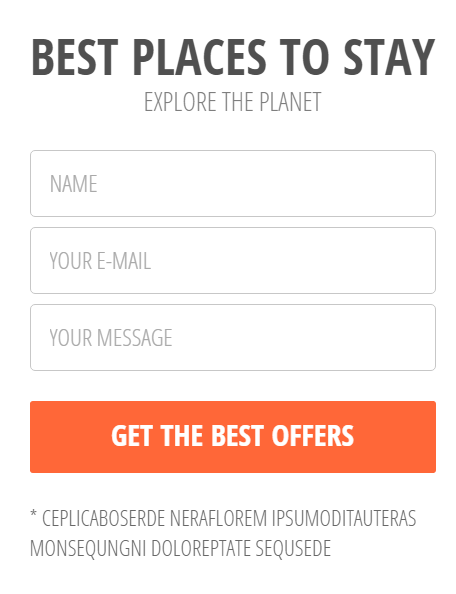 BEST PLACES TO STAY
EXPLORE THE PLANET
NAME
YOUR E-MAIL
YOUR MESSAGE
GET THE BEST OFFERS
* CEPLICABOSERDE NERAFLOREM IPSUMODITAUTERAS
MONSEQUNGNI DOLOREPTATE SEQUSEDE